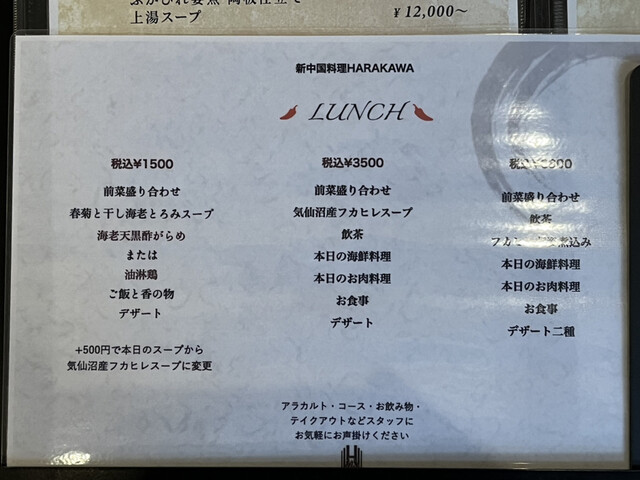 上湯スープ
¥ 12,000〜
新中国料理HARAKAWA
LUNCH
税込¥1500
前菜盛り合わせ
春菊と干し海老とろみスープ
海老天黒酢がらめ
または
油淋鶏
ご飯と香の物
デザート
+500円で本日のスープから
気仙沼産フカヒレスープに変更
税込¥3500
前菜盛り合わせ
気仙沼産フカヒレスープ
飲茶
本日の海鮮料理
本日のお肉料理
お食事
デザート
前菜盛り合わせ
飲茶
本日の海鮮料理
本日のお肉料理
お食事
デザート二種
アラカルト・コース・お飲み物・
テイクアウトなどスタッフに
お気軽にお声掛けください